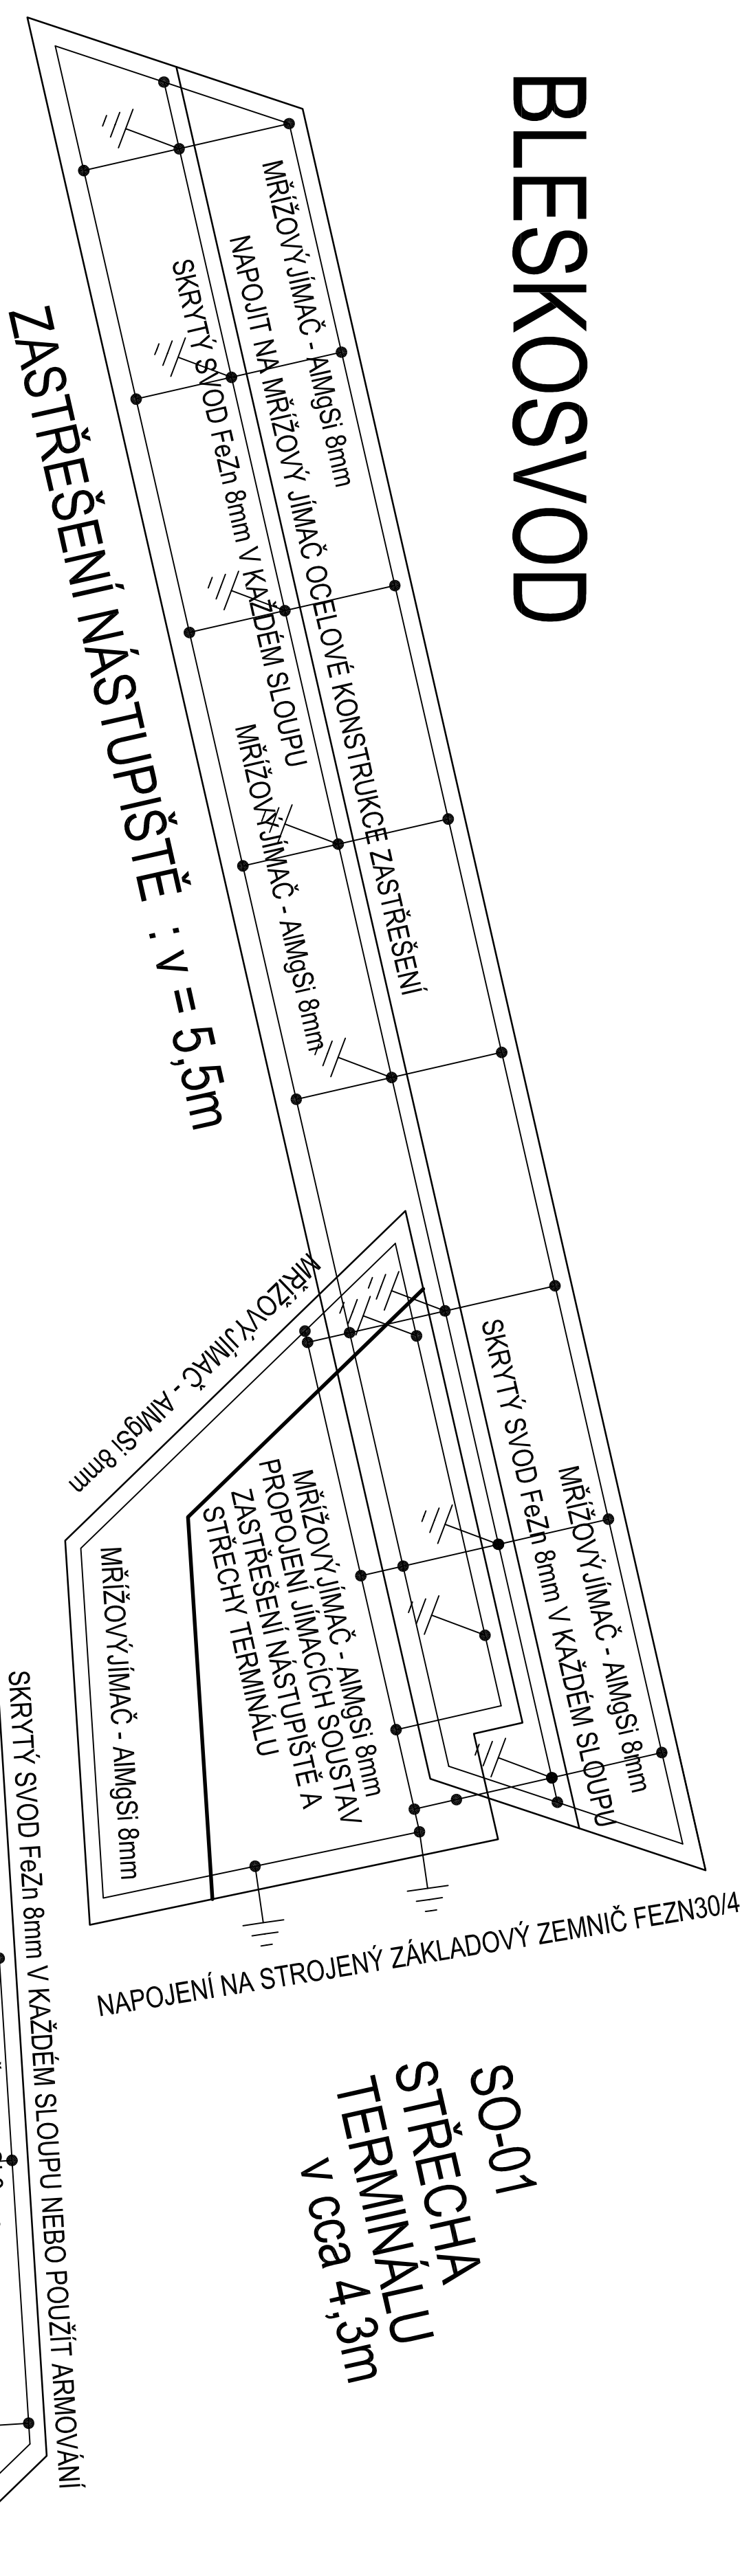 BLESKOSVOD
MŘÍŽOVÝ JÍMAČ - AlMgSi 8mm
NAPOJIT NA MŘÍŽOVÝ JÍMAČ OCELOVÉ KONSTRUKCE ZASTŘEŠENÍ
SKRYTÝ SVOD FeZn 8mm V KAŽDÉM SLOUPU
MŘÍŽOVÝ JÍMAČ - AlMgSi 8mm
ZASTŘEŠENÍ NÁSTUPIŠTĚ : v = 5,5m
MŘÍŽOVÝ JÍMAČ - AlMgSi 8mm
SKRYTÝ SVOD FeZn 8mm V KAŽDÉM SLOUPU
MŘÍŽOVÝ JÍMAČ - AlMgSi 8mm
MŘÍŽOVÝ JÍMAČ - AlMgSi 8mm
PROPOJENÍ JÍMACÍCH SOUSTAV
ZASTŘEŠENÍ NÁSTUPIŠTĚ A
STŘECHY TERMINÁLU
MŘÍŽOVÝ JÍMAČ - AlMgSi 8mm
NAPOJENÍ NA STROJENÝ ZÁKLADOVÝ ZEMNIČ FEZN30/4
SO-01
STŘECHA
TERMINÁLU
v cca 4,3m
SKRYTÝ SVOD FeZn 8mm V KAŽDÉM SLOUPU NEBO POUŽÍT ARMOVÁNÍ